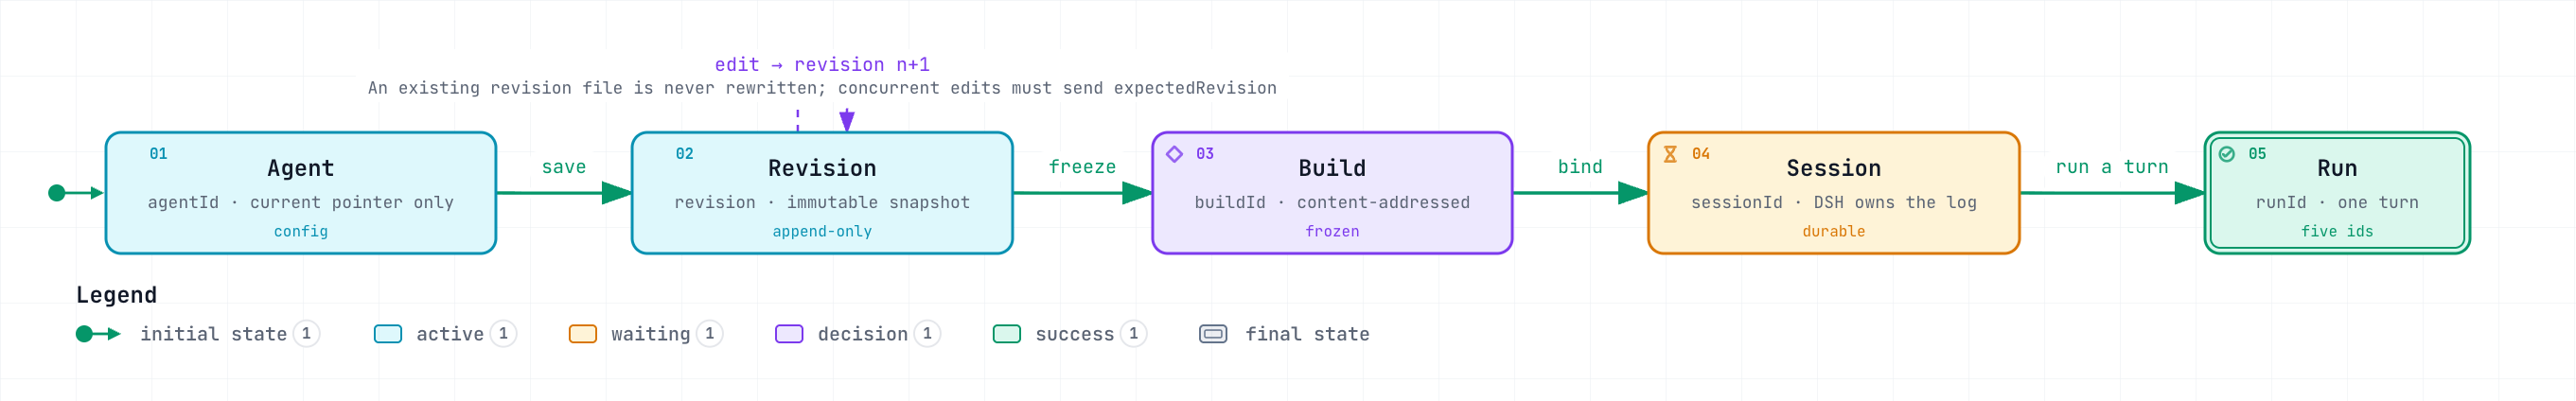 edit → revision n+1
An existing revision file is never rewritten; concurrent edits must send expectedRevision
01
Agent
agentId · current pointer only
config
save
02
Revision
revision · immutable snapshot
append-only
freeze
03
Build
buildId · content-addressed
frozen
bind
04
Session
sessionId · DSH owns the log
durable
run a turn
05
Run
runId · one turn
five ids
Legend
initial state 1
active 1
waiting 1
decision 1
success 1
final state